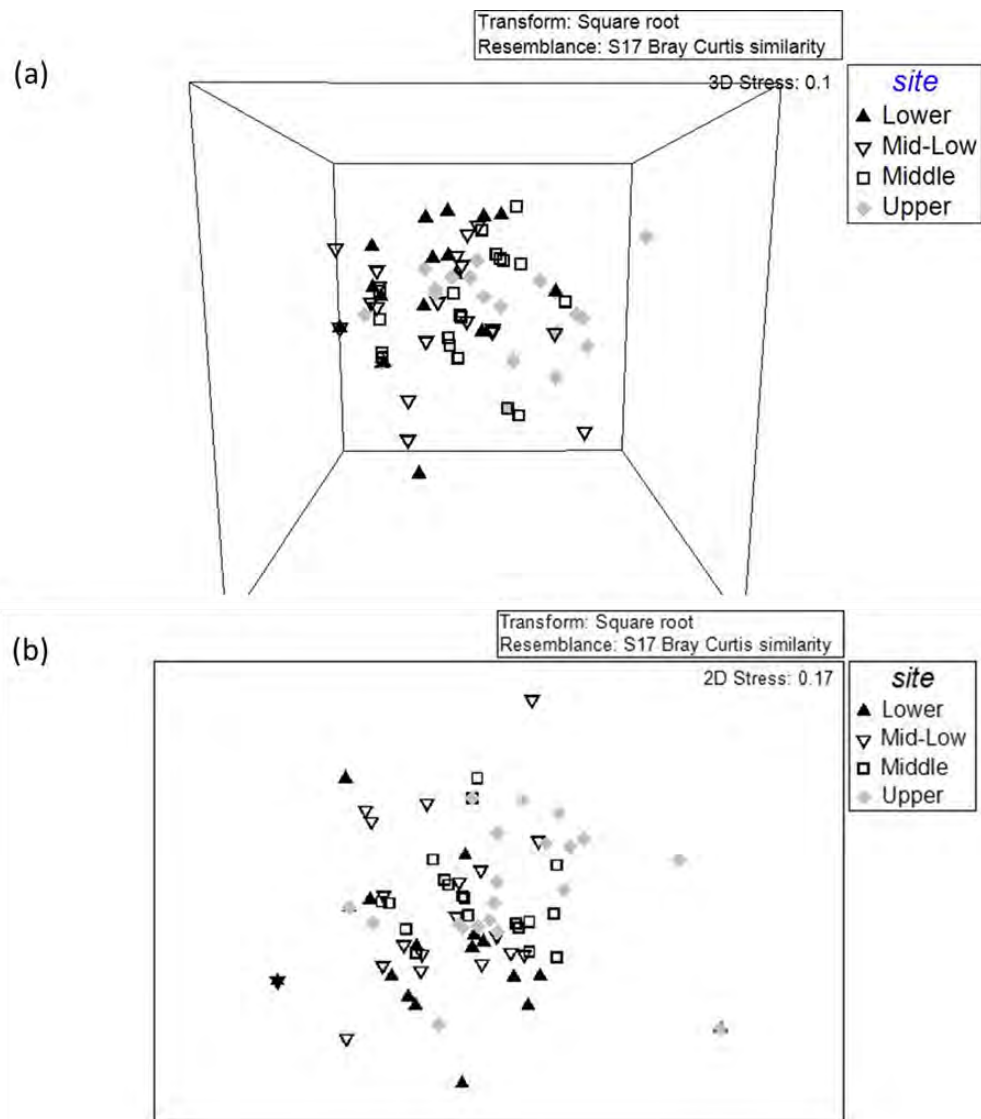 (a)
Transform: Square root
Resemblance: S17 Bray Curtis similarity
3D Stress: 0.1
site
Lower
Mid-Low
Middle
Upper
(b)
Transform: Square root
Resemblance: S17 Bray Curtis similarity
2D Stress: 0.17
site
Lower
Mid-Low
Middle
Upper